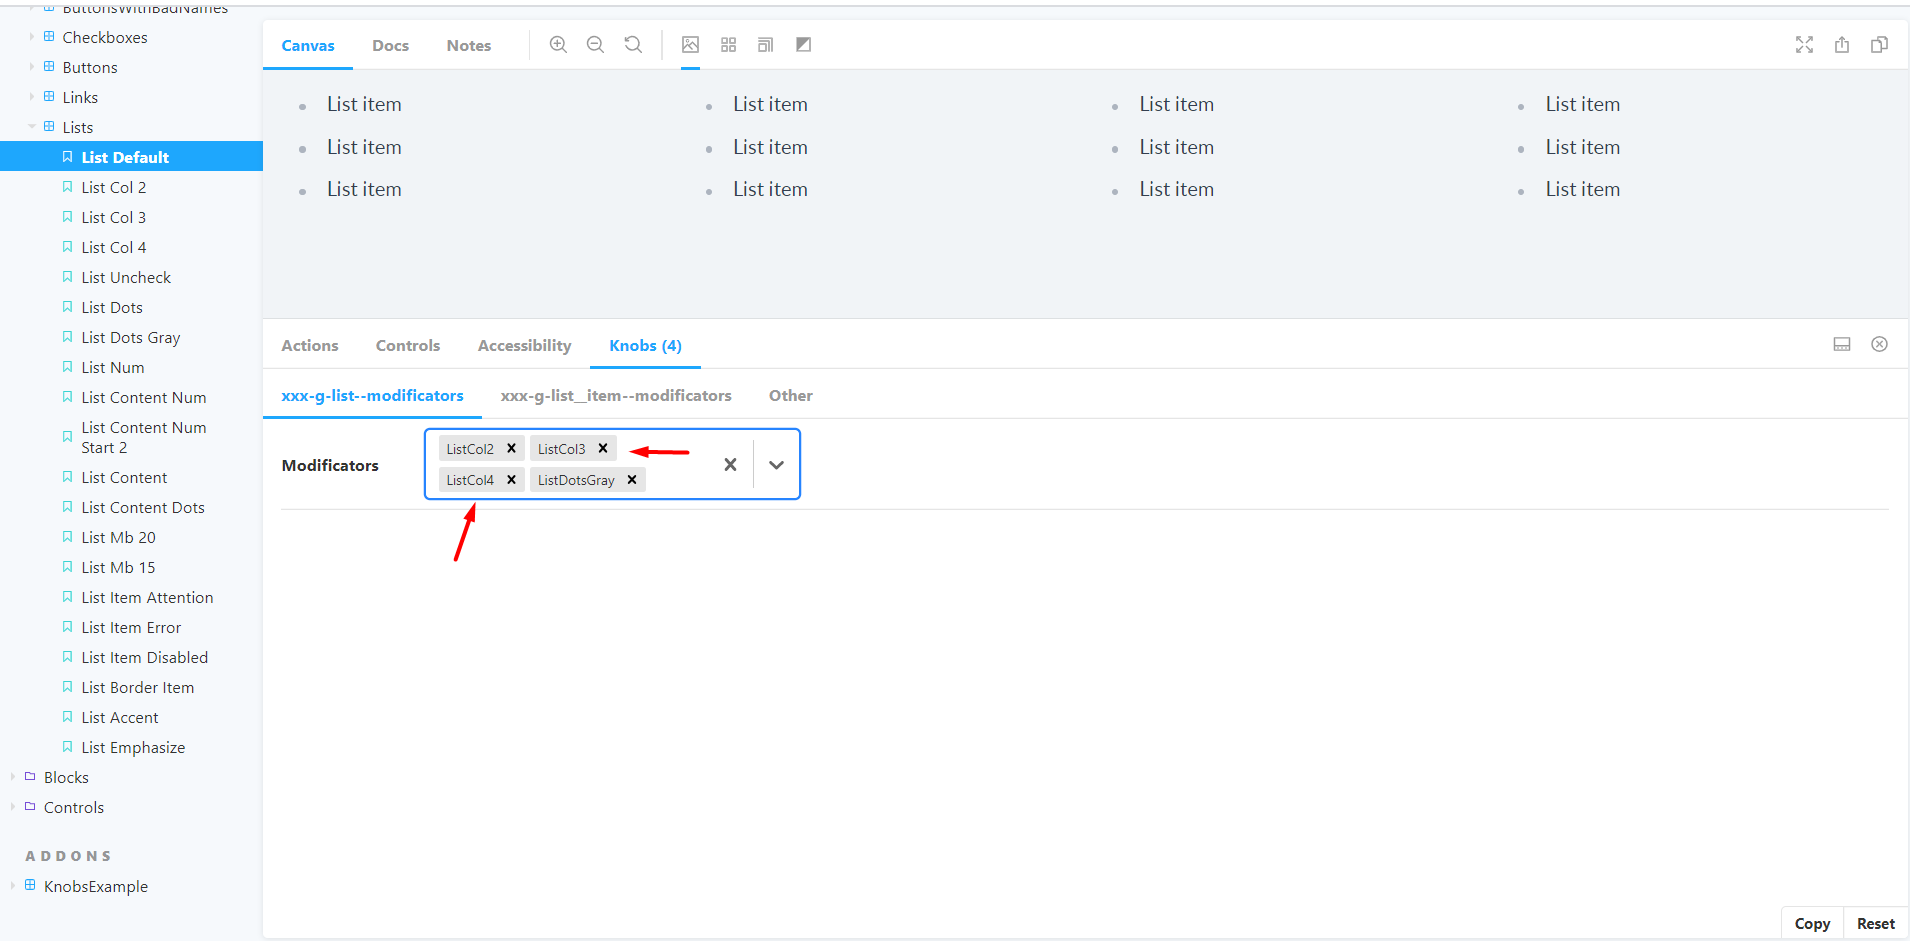 ButtonsWithBadNames
Checkboxes
Buttons
Links
Lists
List Default
List Col 2
List Col 3
List Col 4
List Uncheck
List Dots
List Dots Gray
List Num
List Content Num
List Content Num
Start 2
List Content
List Content Dots
List Mb 20
List Mb 15
List Item Attention
List Item Error
List Item Disabled
List Border Item
List Accent
List Emphasize
Blocks
Controls
ADDONS
KnobsExample
Canvas Docs Notes
List item List item List item List item
List item List item List item List item
List item List item List item List item
Actions Controls Accessibility Knobs (4)
xxx-g-list--modificators xxx-g-list__item--modificators Other
Modificators
ListCol2 ListCol3
ListCol4 ListDotsGray
Copy Reset